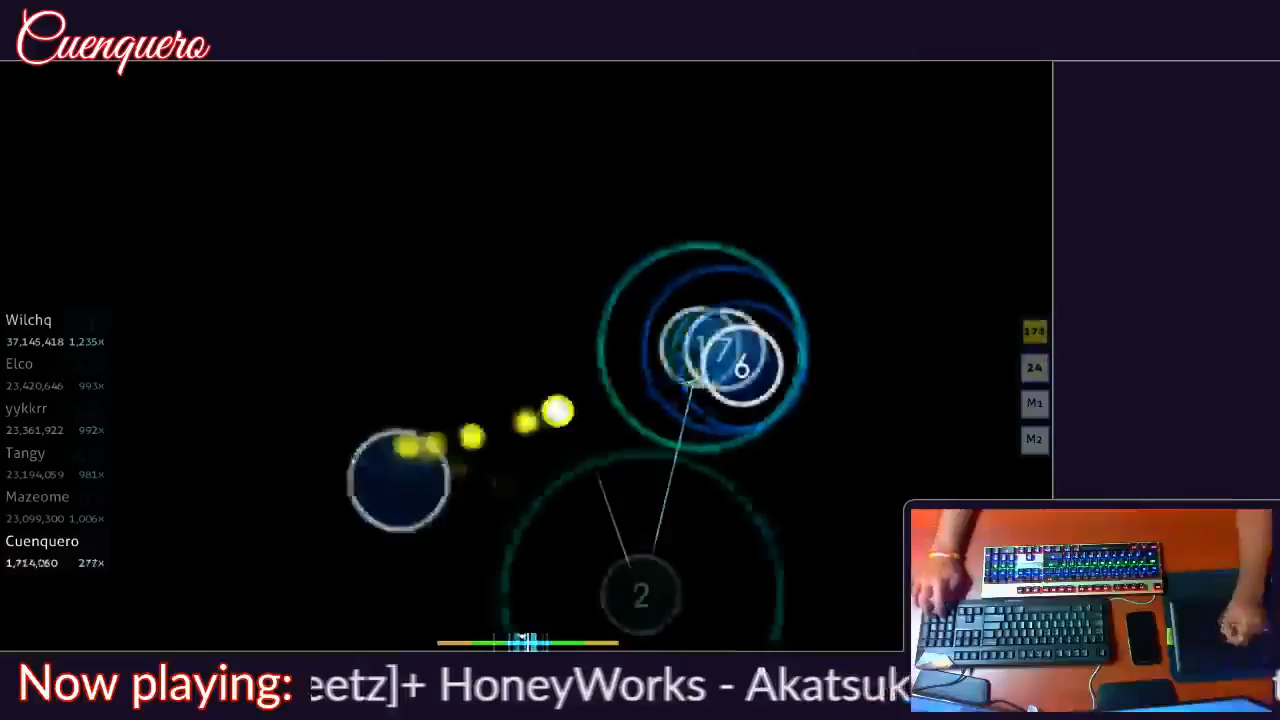 Cuenquero
Wilchq
37,145,418 1,235x
Elco
23,420,646 993x
yykkrr
23,361,922 992x
Tangy
23,194,059 981x
Mazeome
23,099,300 1,006x
Cuenquero
1,714,060 277x
7
6
2
24
M1
M2
Now playing: eetz]+ HoneyWorks - Akatsuk